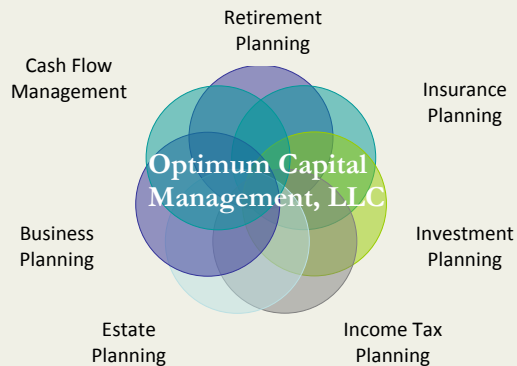 Retirement
Planning
Cash Flow
Management
Insurance
Planning
Optimum Capital
Management, LLC
Business
Planning
Investment
Planning
Estate
Planning
Income Tax
Planning